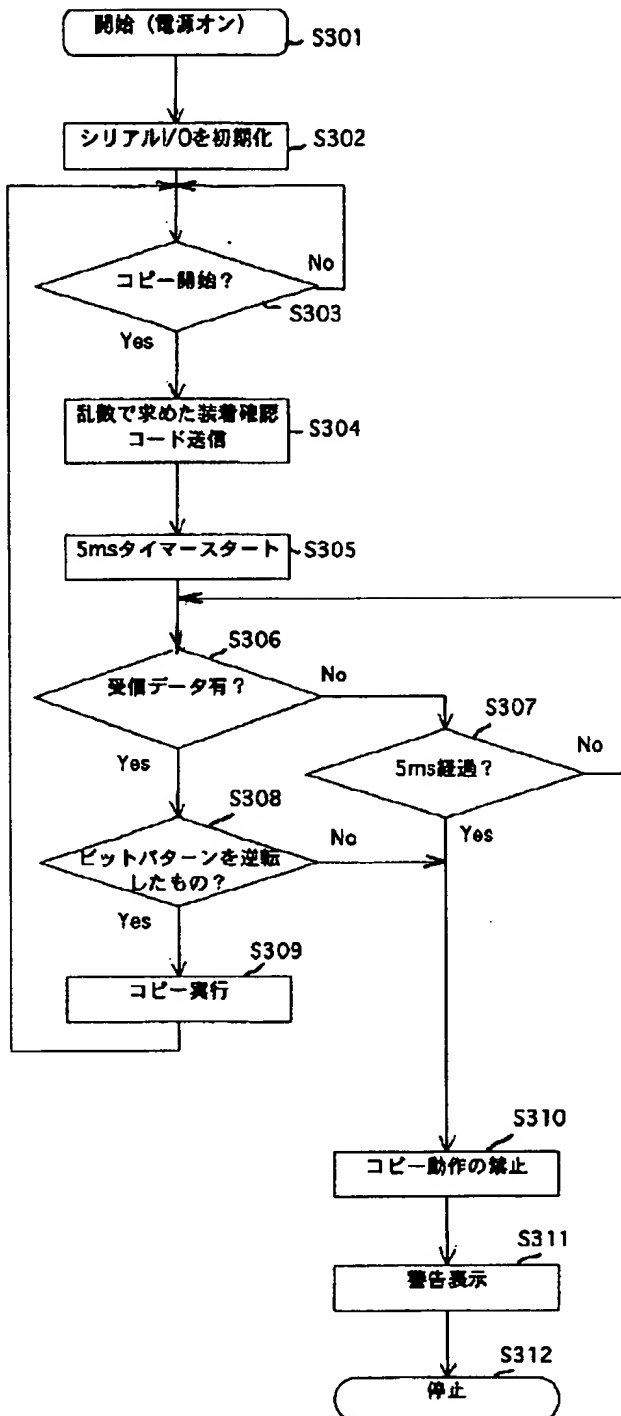 開始（電源オン）
S301
シリアルI/Oを初期化
S302
コピー開始？
No
S303
Yes
乱数で求めた装着確認
コード送信
S304
5msタイマースタート
S305
S306
受信データ有？
No
S307
Yes
5ms経過？
No
S308
Yes
ビットパターンを逆転
したもの？
No
Yes
S309
コピー実行
S310
コピー動作の禁止
S311
警告表示
S312
停止